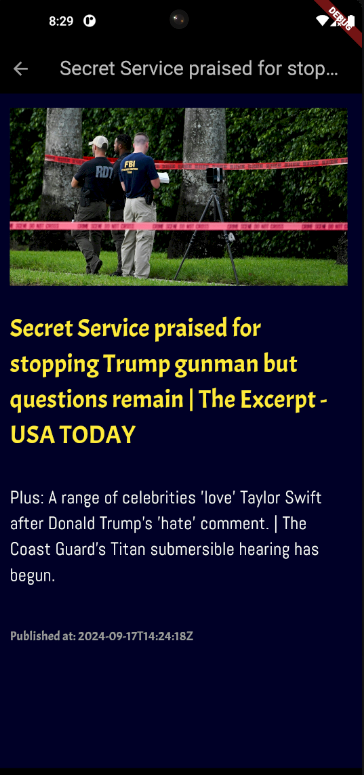 8:29
DEBUG
Secret Service praised for stop...
RDT
FBI
Secret Service praised for
stopping Trump gunman but
questions remain | The Excerpt -
USA TODAY
Plus: A range of celebrities 'love' Taylor Swift
after Donald Trump's 'hate' comment. | The
Coast Guard's Titan submersible hearing has
begun.
Published at: 2024-09-17T14:24:18Z